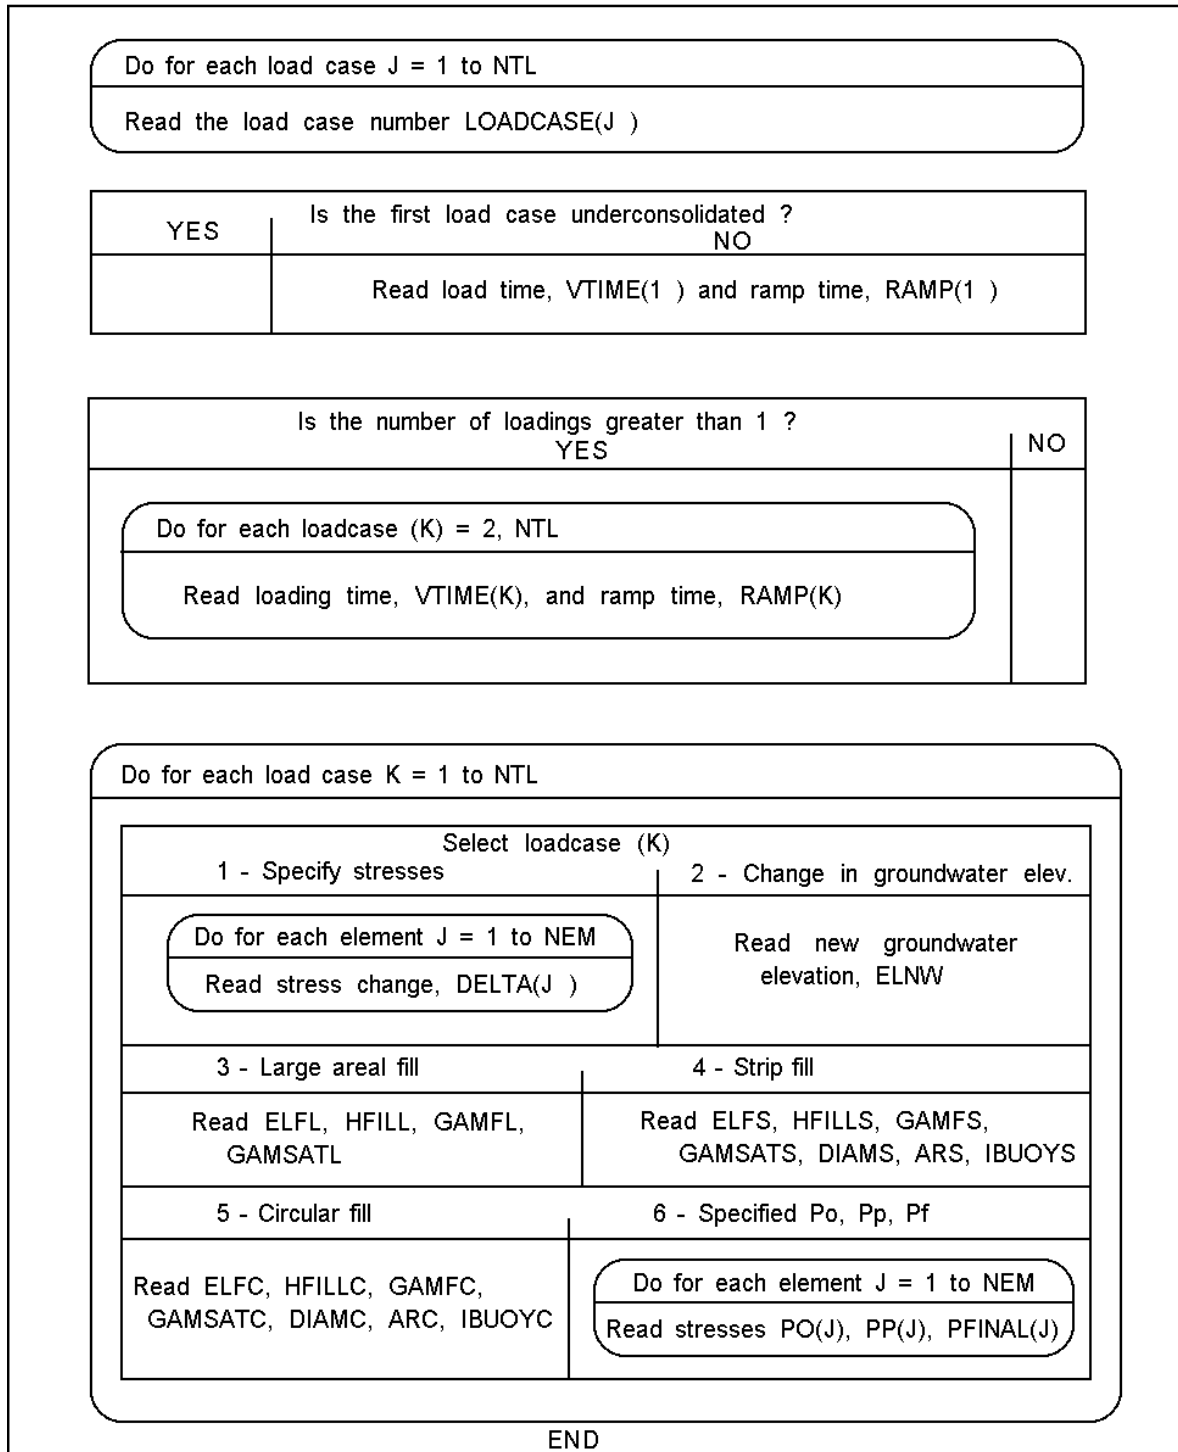 Do for each load case J = 1 to NTL
Read the load case number LOADCASE(J )
Is the first load case underconsolidated ?
YES
NO
Read load time, VTIME(1 ) and ramp time, RAMP(1 )
Is the number of loadings greater than 1 ?
YES
NO
Do for each loadcase (K) = 2, NTL
Read loading time, VTIME(K), and ramp time, RAMP(K)
Do for each load case K = 1 to NTL
Select loadcase (K)
1 - Specify stresses
2 - Change in groundwater elev.
Do for each element J = 1 to NEM
Read stress change, DELTA(J )
Read new groundwater
elevation, ELNW
3 - Large areal fill
4 - Strip fill
Read ELFL, HFILL, GAMFL,
GAMSATL
Read ELFS, HFILLS, GAMFS,
GAMSATS, DIAMS, ARS, IBUOYS
5 - Circular fill
6 - Specified Po, Pp, Pf
Read ELFC, HFILLC, GAMFC,
GAMSATC, DIAMC, ARC, IBUOYC
Do for each element J = 1 to NEM
Read stresses PO(J), PP(J), PFINAL(J)
END